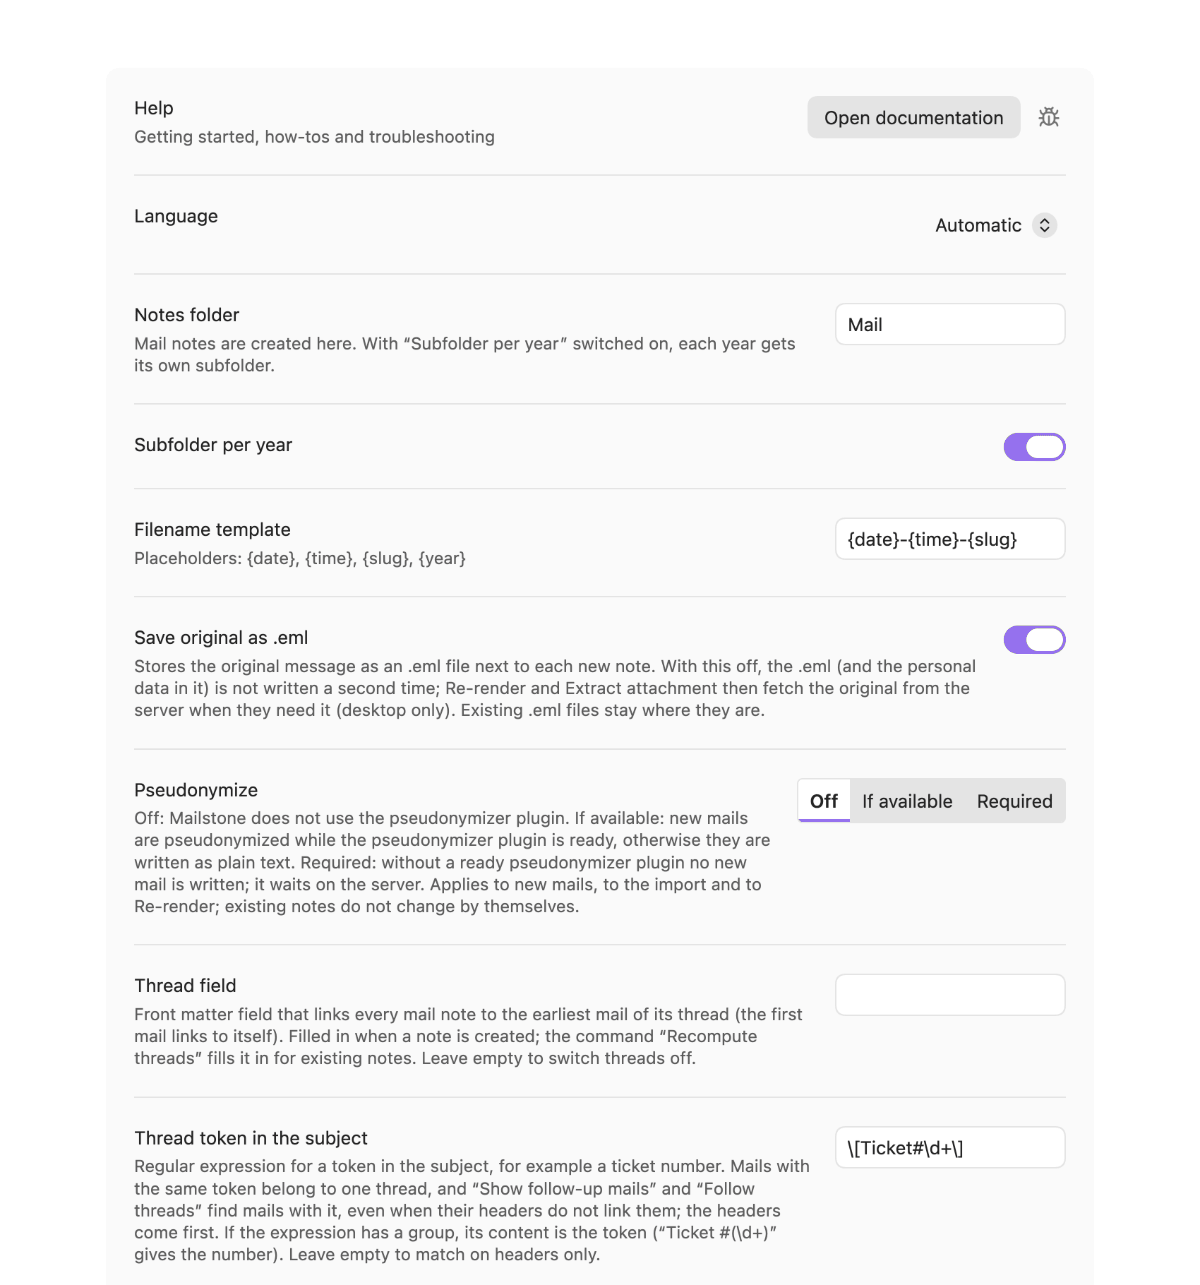 Help
Open documentation
Getting started, how-tos and troubleshooting
Language
Automatic
Notes folder
Mail
Mail notes are created here. With “Subfolder per year” switched on, each year gets
its own subfolder.
Subfolder per year
Filename template
{date}-{time}-{slug}
Placeholders: {date}, {time}, {slug}, {year}
Save original as .eml
Stores the original message as an .eml file next to each new note. With this off, the .eml (and the personal
data in it) is not written a second time; Re-render and Extract attachment then fetch the original from the
server when they need it (desktop only). Existing .eml files stay where they are.
Pseudonymize
Off If available Required
Off: Mailstone does not use the pseudonymizer plugin. If available: new mails
are pseudonymized while the pseudonymizer plugin is ready, otherwise they are
written as plain text. Required: without a ready pseudonymizer plugin no new
mail is written; it waits on the server. Applies to new mails, to the import and to
Re-render; existing notes do not change by themselves.
Thread field
Front matter field that links every mail note to the earliest mail of its thread (the first
mail links to itself). Filled in when a note is created; the command “Recompute
threads” fills it in for existing notes. Leave empty to switch threads off.
Thread token in the subject
\[Ticket#\d+\]
Regular expression for a token in the subject, for example a ticket number. Mails with
the same token belong to one thread, and “Show follow-up mails” and “Follow
threads” find mails with it, even when their headers do not link them; the headers
come first. If the expression has a group, its content is the token (“Ticket #(\d+)”
gives the number). Leave empty to match on headers only.